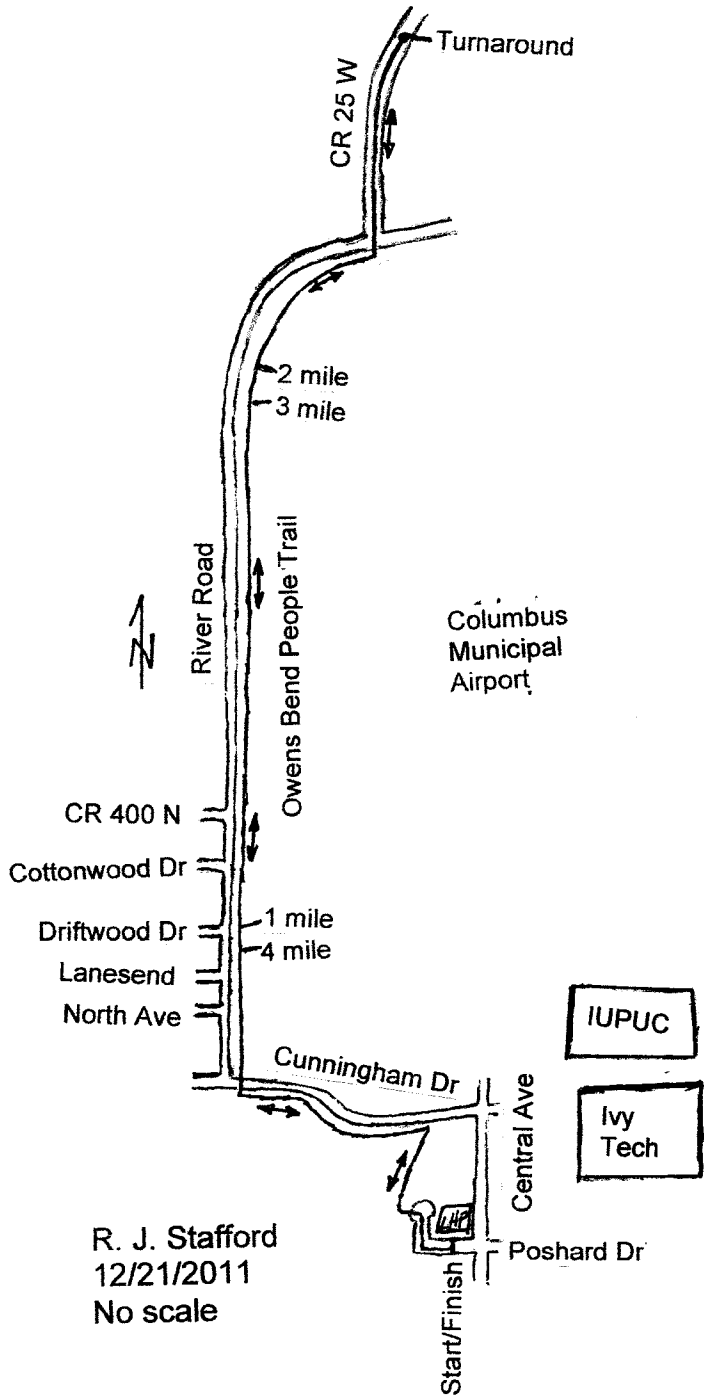 Turnaround
CR 25 W
2 mile
3 mile
River Road
Owens Bend People Trail
N
Columbus
Municipal
Airport
CR 400 N
Cottonwood Dr
Driftwood Dr
1 mile
4 mile
Lanesend
North Ave
IUPUC
Cunningham Dr
Central Ave
Ivy
Tech
LHP
R. J. Stafford
12/21/2011
No scale
Poshard Dr
Start/Finish